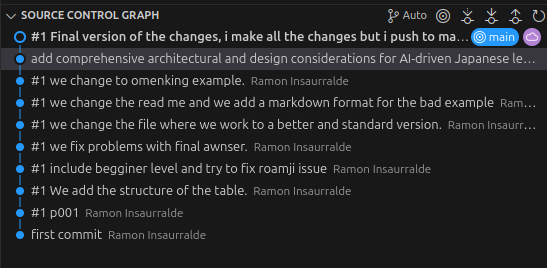 SOURCE CONTROL GRAPH Auto
#1 Final version of the changes, i make all the changes but i push to ma... main
add comprehensive architectural and design considerations for AI-driven Japanese le...
#1 we change to omenking example. Ramon Insaurralde
#1 we change the read me and we add a markdown format for the bad example Ram...
#1 we change the file where we work to a better and standard version. Ramon Insaurr...
#1 we fix problems with final awnser. Ramon Insaurralde
#1 include begginer level and try to fix roamji issue Ramon Insaurralde
#1 We add the structure of the table. Ramon Insaurralde
#1 p001 Ramon Insaurralde
first commit Ramon Insaurralde